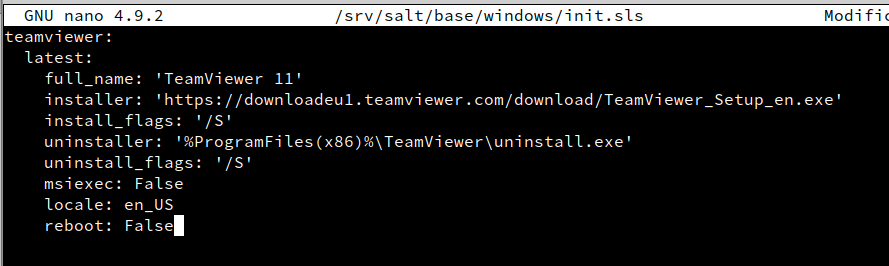 GNU nano 4.9.2 /srv/salt/base/windows/init.sls Modific
teamviewer:
  latest:
    full_name: 'TeamViewer 11'
    installer: 'https://downloadeu1.teamviewer.com/download/TeamViewer_Setup_en.exe'
    install_flags: '/S'
    uninstaller: '%ProgramFiles(x86)%\TeamViewer\uninstall.exe'
    uninstall_flags: '/S'
    msiexec: False
    locale: en_US
    reboot: False